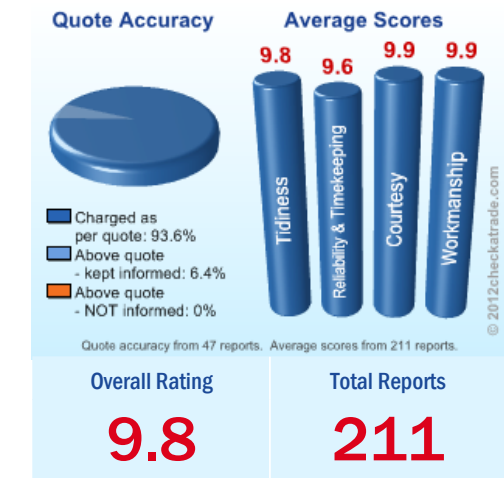 Quote Accuracy
Average Scores
9.8
9.6
9.9
9.9
Tidiness
Reliability & Timekeeping
Courtesy
Workmanship
Charged as
per quote: 93.6%
Above quote
- kept informed: 6.4%
Above quote
- NOT informed: 0%
© 2012checkatrade.com
Quote accuracy from 47 reports. Average scores from 211 reports.
Overall Rating
Total Reports
9.8
211